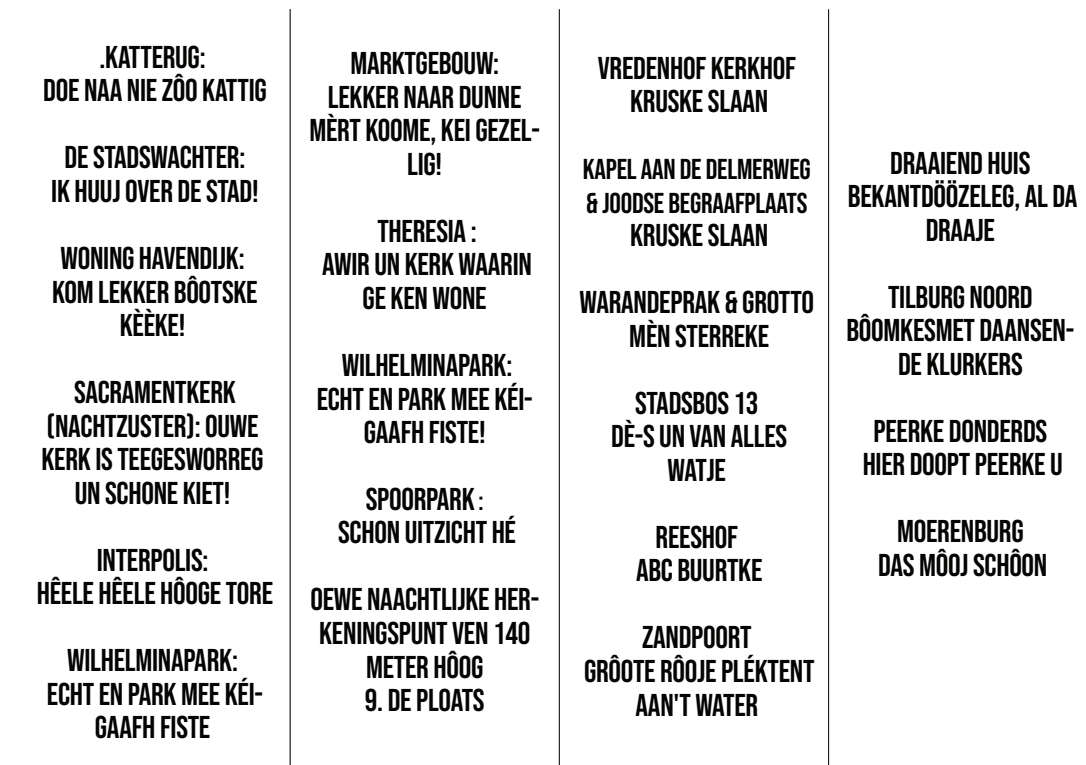 .KATTERUG:
DOE NAA NIE ZÔO KATTIG
DE STADSWACHTER:
IK HUUJ OVER DE STAD!
WONING HAVENDIJK:
KOM LEKKER BÔOTSKE
KÈÈKE!
SACRAMENTKERK
(NACHTZUSTER): OUWE
KERK IS TEEGESWORREG
UN SCHONE KIET!
INTERPOLIS:
HÊELE HÊELE HÔOGE TORE
WILHELMINAPARK:
ECHT EN PARK MEE KÉI-
GAAFH FISTE
MARKTGEBOUW:
LEKKER NAAR DUNNE
MÈRT KOOME, KEI GEZEL-
LIG!
THERESIA :
AWIR UN KERK WAARIN
GE KEN WONE
WILHELMINAPARK:
ECHT EN PARK MEE KÉI-
GAAFH FISTE!
SPOORPARK :
SCHON UITZICHT HÉ
OEWE NAACHTLIJKE HER-
KENINGSPUNT VEN 140
METER HÔOG
9. DE PLOATS
VREDENHOF KERKHOF
KRUSKE SLAAN
KAPEL AAN DE DELMERWEG
& JOODSE BEGRAAFPLAATS
KRUSKE SLAAN
WARANDEPRAK & GROTTO
MÈN STERREKE
STADSBOS 13
DÈ-S UN VAN ALLES
WATJE
REESHOF
ABC BUURTKE
ZANDPOORT
GRÔOTE RÔOJE PLÉKTENT
AAN'T WATER
DRAAIEND HUIS
BEKANTDÖÖZELEG, AL DA
DRAAJE
TILBURG NOORD
BÔOMKESMET DAANSEN-
DE KLURKERS
PEERKE DONDERDS
HIER DOOPT PEERKE U
MOERENBURG
DAS MÔOJ SCHÔON